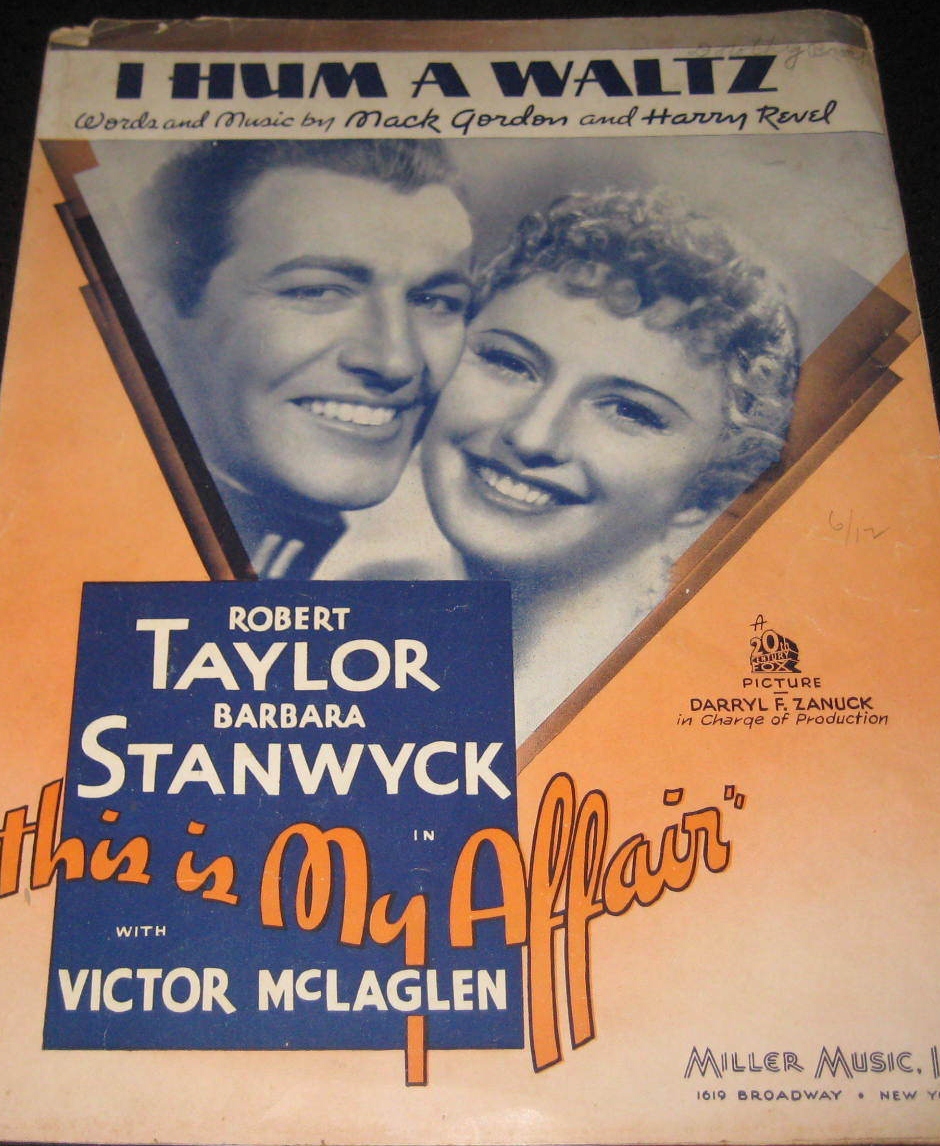 I HUM A WALTZ
Words and Music by Mack Gordon and Harry Revel
6/12
ROBERT
TAYLOR
BARBARA
STANWYCK
IN
this is My Affair"
WITH
VICTOR McLAGLEN
A
20th
CENTURY
FOX
PICTURE
DARRYL F. ZANUCK
in Charge of Production
MILLER MUSIC, I
1619 BROADWAY • NEW YO